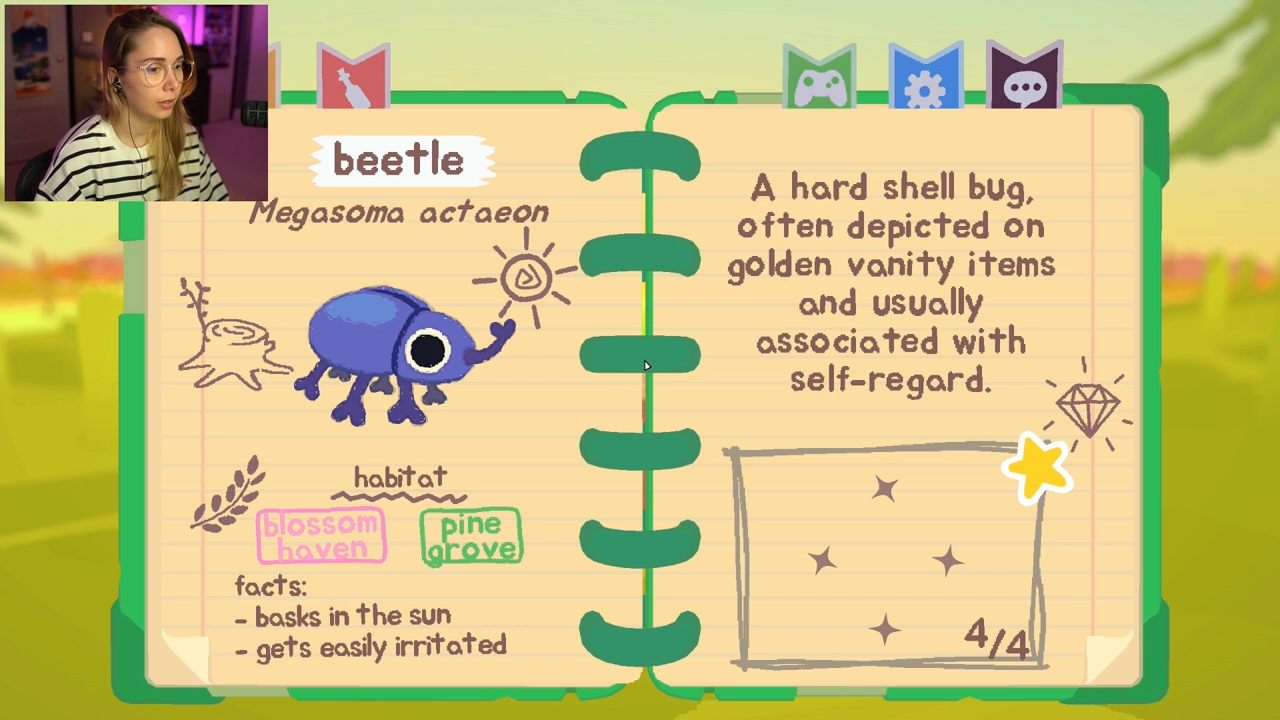 beetle
Megasoma actaeon
habitat
blossom
haven
pine
grove
facts:
- basks in the sun
- gets easily irritated
A hard shell bug,
often depicted on
golden vanity items
and usually
associated with
self-regard.
4/4